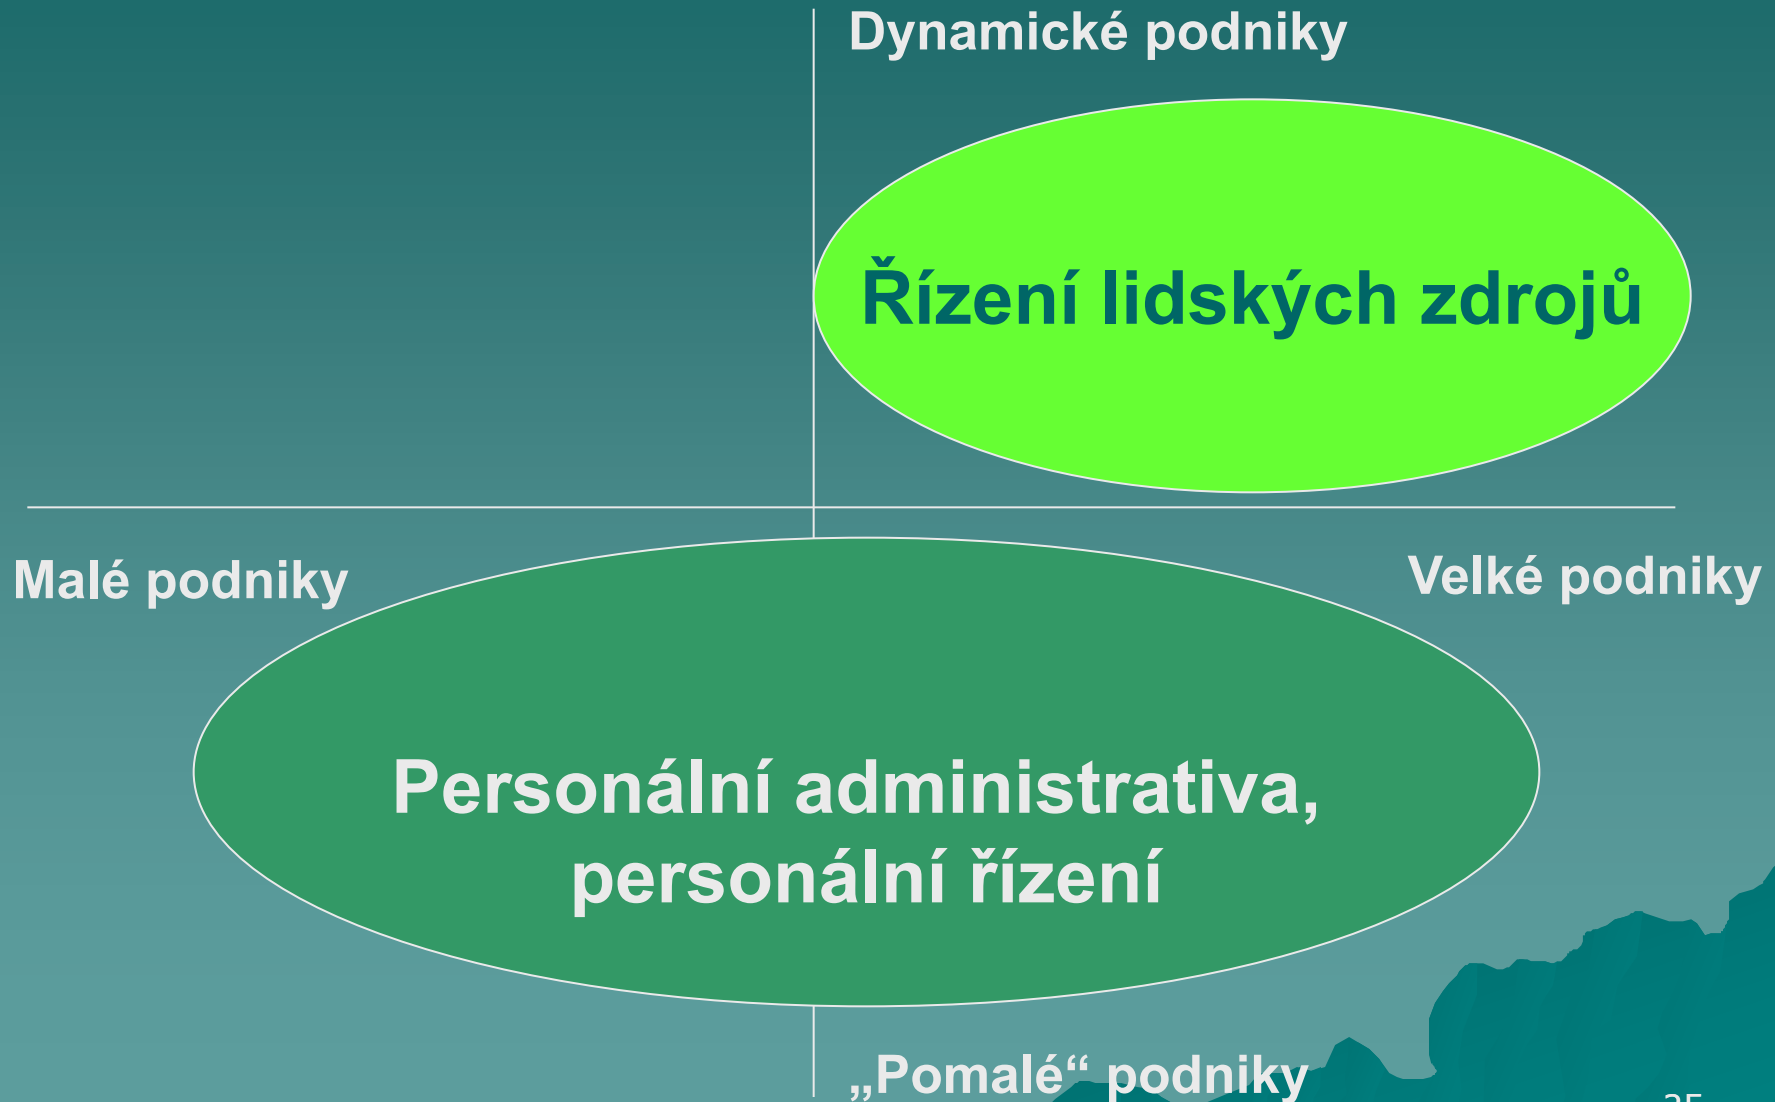 Dynamické podniky
Řízení lidských zdrojů
Malé podniky
Velké podniky
Personální administrativa,
personální řízení
„Pomalé“ podniky